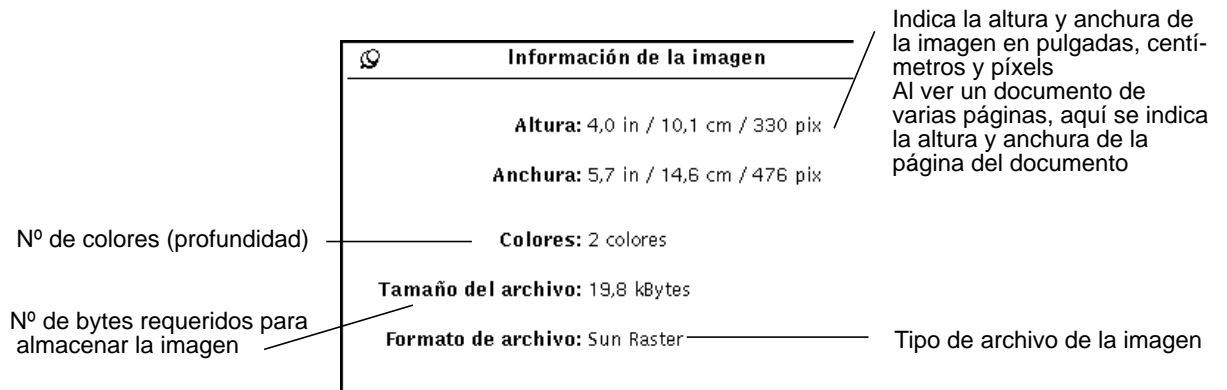 Indica la altura y anchura de
la imagen en pulgadas, centí-
metros y píxels
Al ver un documento de
varias páginas, aquí se indica
la altura y anchura de la
página del documento
Información de la imagen
Altura: 4,0 in / 10,1 cm / 330 pix
Anchura: 5,7 in / 14,6 cm / 476 pix
Nº de colores (profundidad)
Colores: 2 colores
Tamaño del archivo: 19,8 kBytes
Nº de bytes requeridos para
almacenar la imagen
Formato de archivo: Sun Raster
Tipo de archivo de la imagen